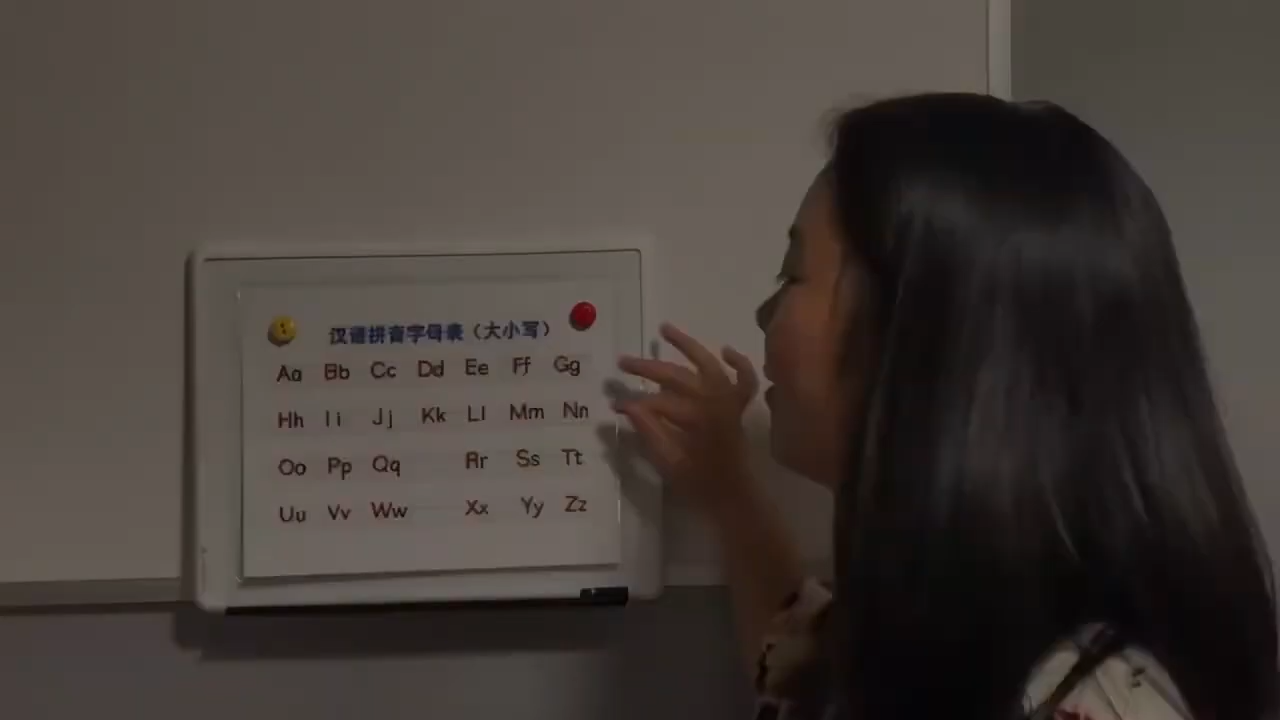 汉语拼音字母表（大小写）
Aa Bb Cc Dd Ee Ff Gg
Hh Ii Jj Kk Ll Mm Nn
Oo Pp Qq Rr Ss Tt
Uu Vv Ww Xx Yy Zz